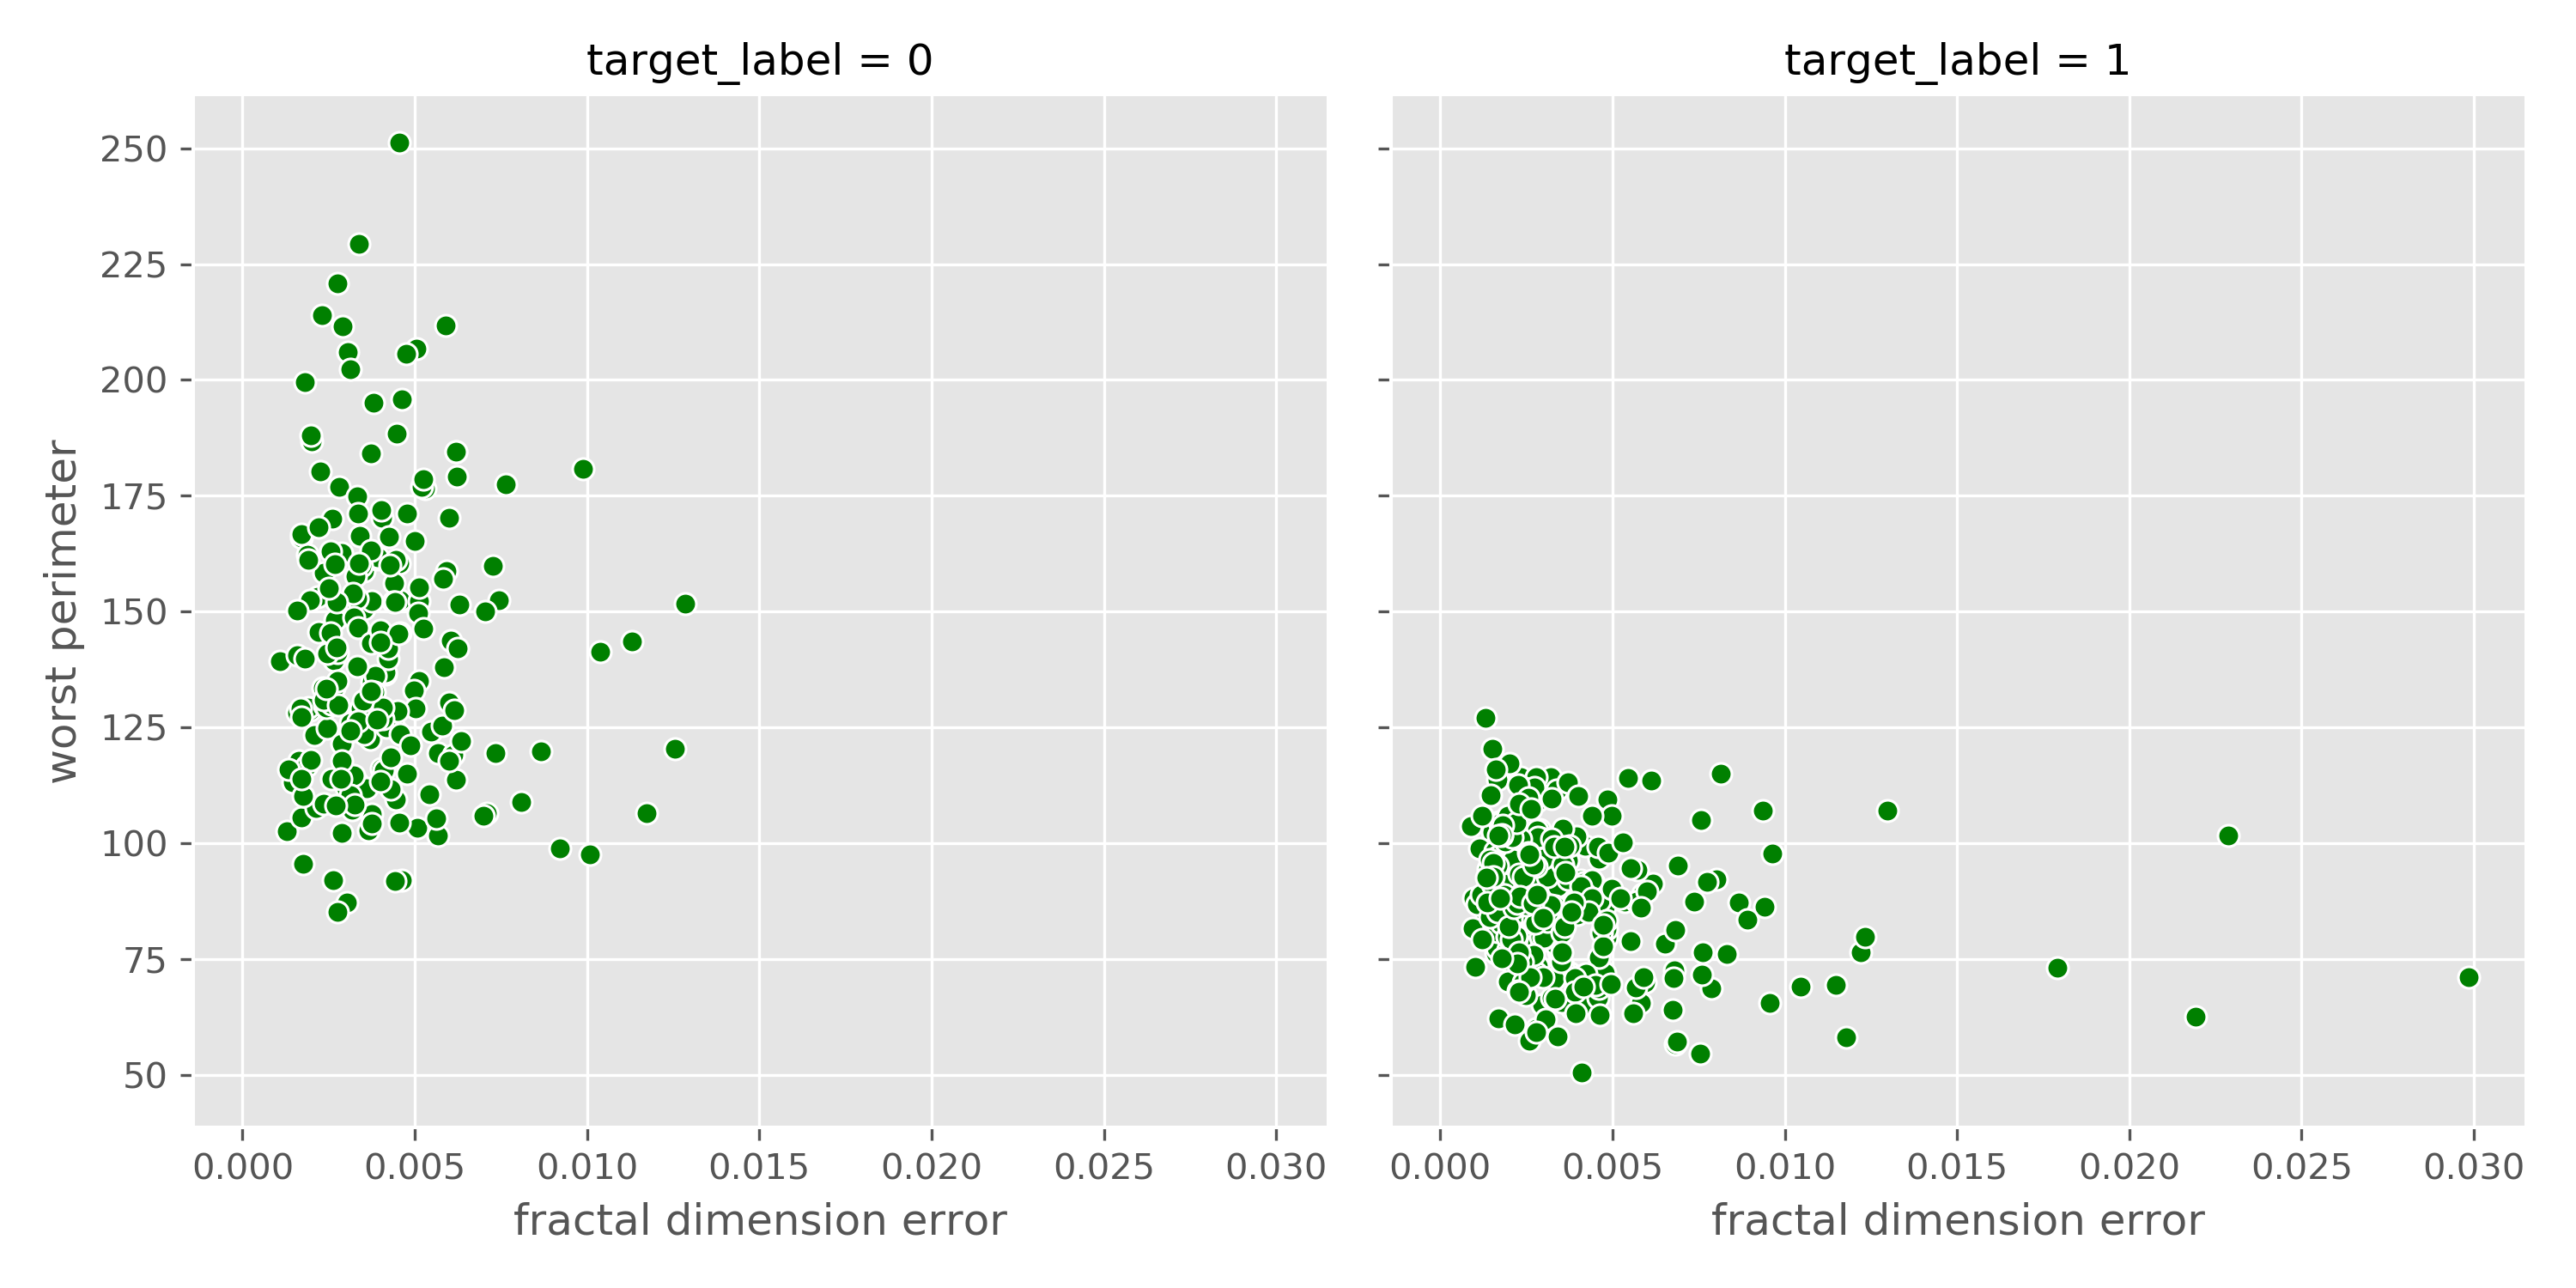 target_label = 0
target_label = 1
250
225
200
175
150
125
100
75
50
worst perimeter
0.000 0.005 0.010 0.015 0.020 0.025 0.030
0.000 0.005 0.010 0.015 0.020 0.025 0.030
fractal dimension error
fractal dimension error